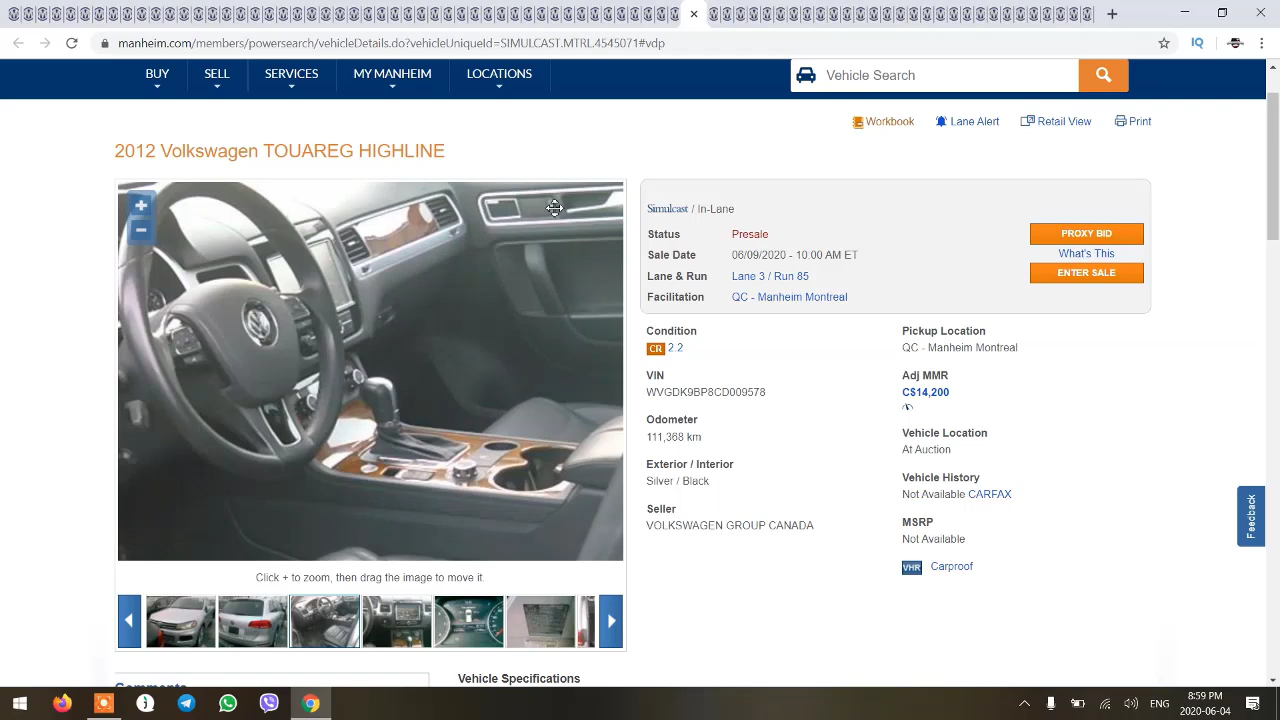 manheim.com/members/powersearch/vehicleDetails.do?vehicleUniqueId=SIMULCAST.MTRL.4545071#vdp
IQ
BUY
SELL
SERVICES
MY MANHEIM
LOCATIONS
Vehicle Search
Workbook
Lane Alert
Retail View
Print
2012 Volkswagen TOUAREG HIGHLINE
Simulcast / In-Lane
Status Presale
PROXY BID
Sale Date 06/09/2020 - 10:00 AM ET
What's This
Lane & Run Lane 3 / Run 85
ENTER SALE
Facilitation QC - Manheim Montreal
Condition
CR 2.2
VIN
WVGDK9BP8CD009578
Odometer
111,368 km
Exterior / Interior
Silver / Black
Seller
VOLKSWAGEN GROUP CANADA
Pickup Location
QC - Manheim Montreal
Adj MMR
C$14,200
Vehicle Location
At Auction
Vehicle History
Not Available CARFAX
MSRP
Not Available
VHR Carproof
Feedback
Click + to zoom, then drag the image to move it.
Comments
Vehicle Specifications
ENG
8:59 PM
2020-06-04